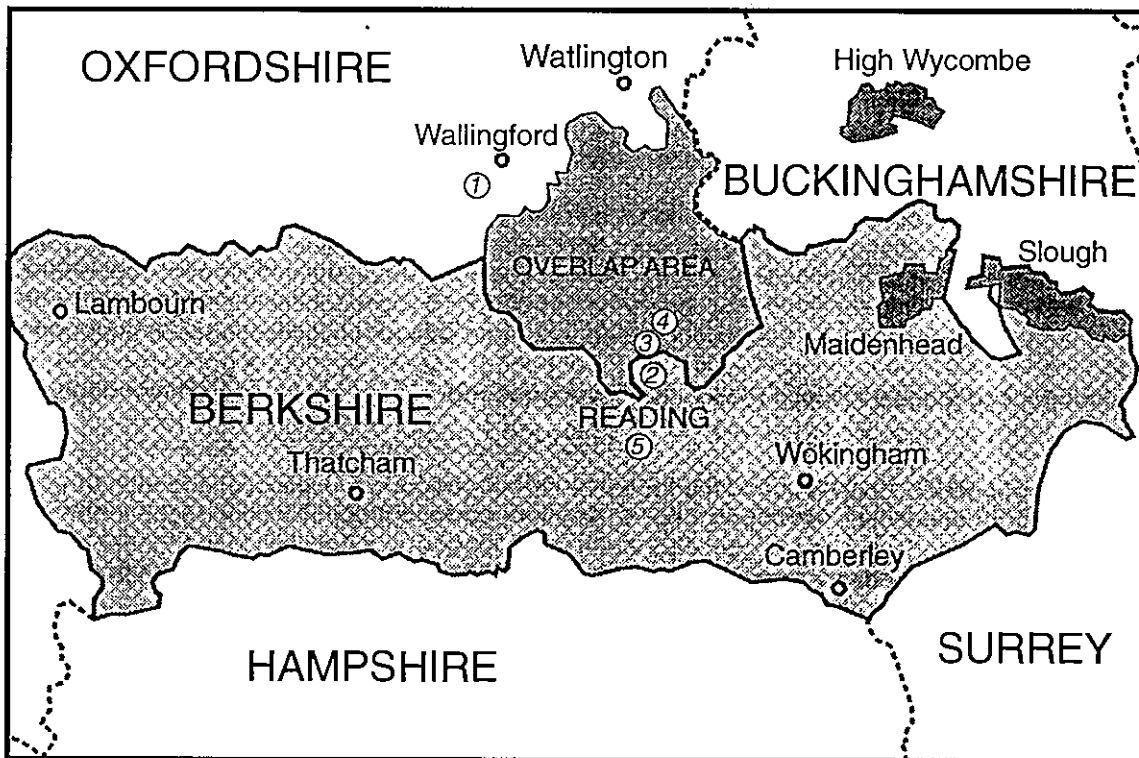 OXFORDSHIRE
Watlington
High Wycombe
Wallingford
①
BUCKINGHAMSHIRE
OVERLAP AREA
Slough
Lambourn
④
③
Maidenhead
②
BERKSHIRE
READING
⑤
Thatcham
Wokingham
Camberley
HAMPSHIRE
SURREY